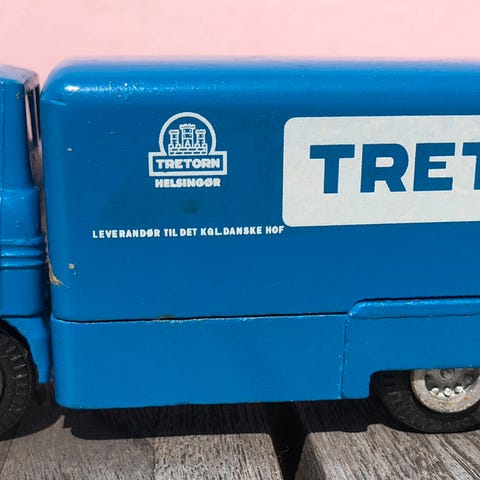 TRETORN
HELSINGØR
LEVERANDØR TIL DET KGL. DANSKE HOF
TRET